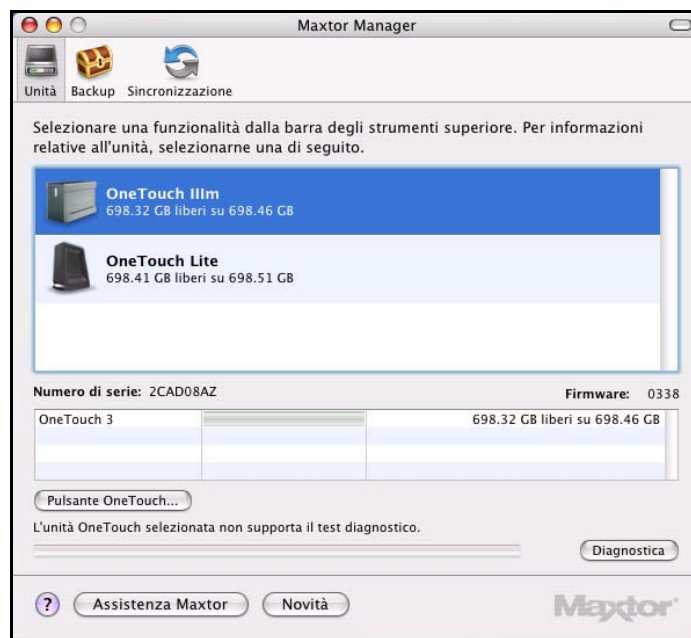 Maxtor Manager
Unità Backup Sincronizzazione
Selezionare una funzionalità dalla barra degli strumenti superiore. Per informazioni
relative all'unità, selezionarne una di seguito.
OneTouch IIIm
698.32 GB liberi su 698.46 GB
OneTouch Lite
698.41 GB liberi su 698.51 GB
Numero di serie: 2CAD08AZ Firmware: 0338
OneTouch 3 698.32 GB liberi su 698.46 GB
Pulsante OneTouch...
L'unità OneTouch selezionata non supporta il test diagnostico.
Diagnostica
? Assistenza Maxtor Novità Maxtor